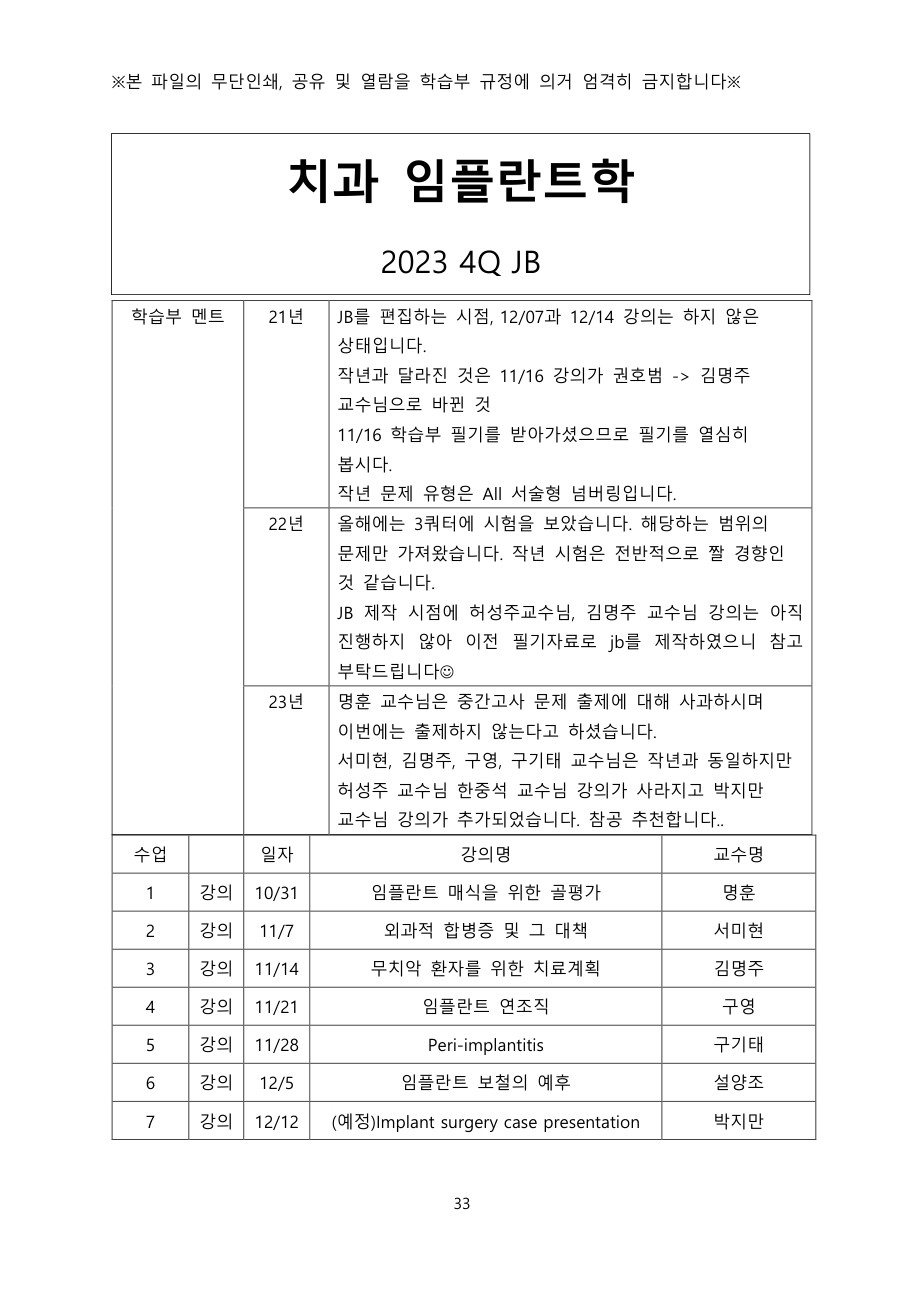 ※본 파일의 무단인쇄, 공유 및 열람을 학습부 규정에 의거 엄격히 금지합니다※
치과 임플란트학
2023 4Q JB
학습부 멘트 21년 JB를 편집하는 시점, 12/07과 12/14 강의는 하지 않은
상태입니다.
작년과 달라진 것은 11/16 강의가 권호범 -> 김명주
교수님으로 바뀐 것
11/16 학습부 필기를 받아가셨으므로 필기를 열심히
봅시다.
작년 문제 유형은 All 서술형 넘버링입니다.
22년 올해에는 3쿼터에 시험을 보았습니다. 해당하는 범위의
문제만 가져왔습니다. 작년 시험은 전반적으로 짤 경향인
것 같습니다.
JB 제작 시점에 허성주교수님, 김명주 교수님 강의는 아직
진행하지 않아 이전 필기자료로 jb를 제작하였으니 참고
부탁드립니다☺
23년 명훈 교수님은 중간고사 문제 출제에 대해 사과하시며
이번에는 출제하지 않는다고 하셨습니다.
서미현, 김명주, 구영, 구기태 교수님은 작년과 동일하지만
허성주 교수님 한중석 교수님 강의가 사라지고 박지만
교수님 강의가 추가되었습니다. 참공 추천합니다..
수업 일자 강의명 교수명
1 강의 10/31 임플란트 매식을 위한 골평가 명훈
2 강의 11/7 외과적 합병증 및 그 대책 서미현
3 강의 11/14 무치악 환자를 위한 치료계획 김명주
4 강의 11/21 임플란트 연조직 구영
5 강의 11/28 Peri-implantitis 구기태
6 강의 12/5 임플란트 보철의 예후 설양조
7 강의 12/12 (예정)Implant surgery case presentation 박지만
33